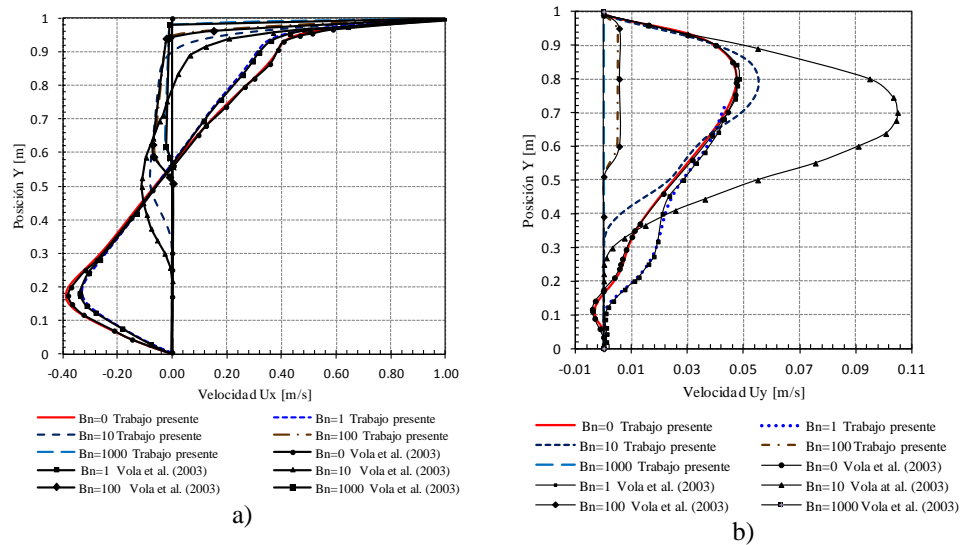 1
0.9
0.8
0.7
0.6
0.5
0.4
0.3
0.2
0.1
0
Posición Y [m]
-0.40 -0.20 0.00 0.20 0.40 0.60 0.80 1.00
Velocidad Ux [m/s]
Bn=0 Trabajo presente Bn=1 Trabajo presente
Bn=10 Trabajo presente Bn=100 Trabajo presente
Bn=1000 Trabajo presente Bn=0 Vola et al. (2003)
Bn=1 Vola et al. (2003) Bn=10 Vola et al. (2003)
Bn=100 Vola et al. (2003) Bn=1000 Vola et al. (2003)
a)
1
0.9
0.8
0.7
0.6
0.5
0.4
0.3
0.2
0.1
0
Posición Y [m]
-0.01 0.01 0.03 0.05 0.07 0.09 0.11
Velocidad Uy [m/s]
Bn=0 Trabajo presente Bn=1 Trabajo presente
Bn=10 Trabajo presente Bn=100 Trabajo presente
Bn=1000 Trabajo presente Bn=0 Vola et al. (2003)
Bn=1 Vola et al. (2003) Bn=10 Vola at al. (2003)
Bn=100 Vola et al. (2003) Bn=1000 Vola et al. (2003)
b)